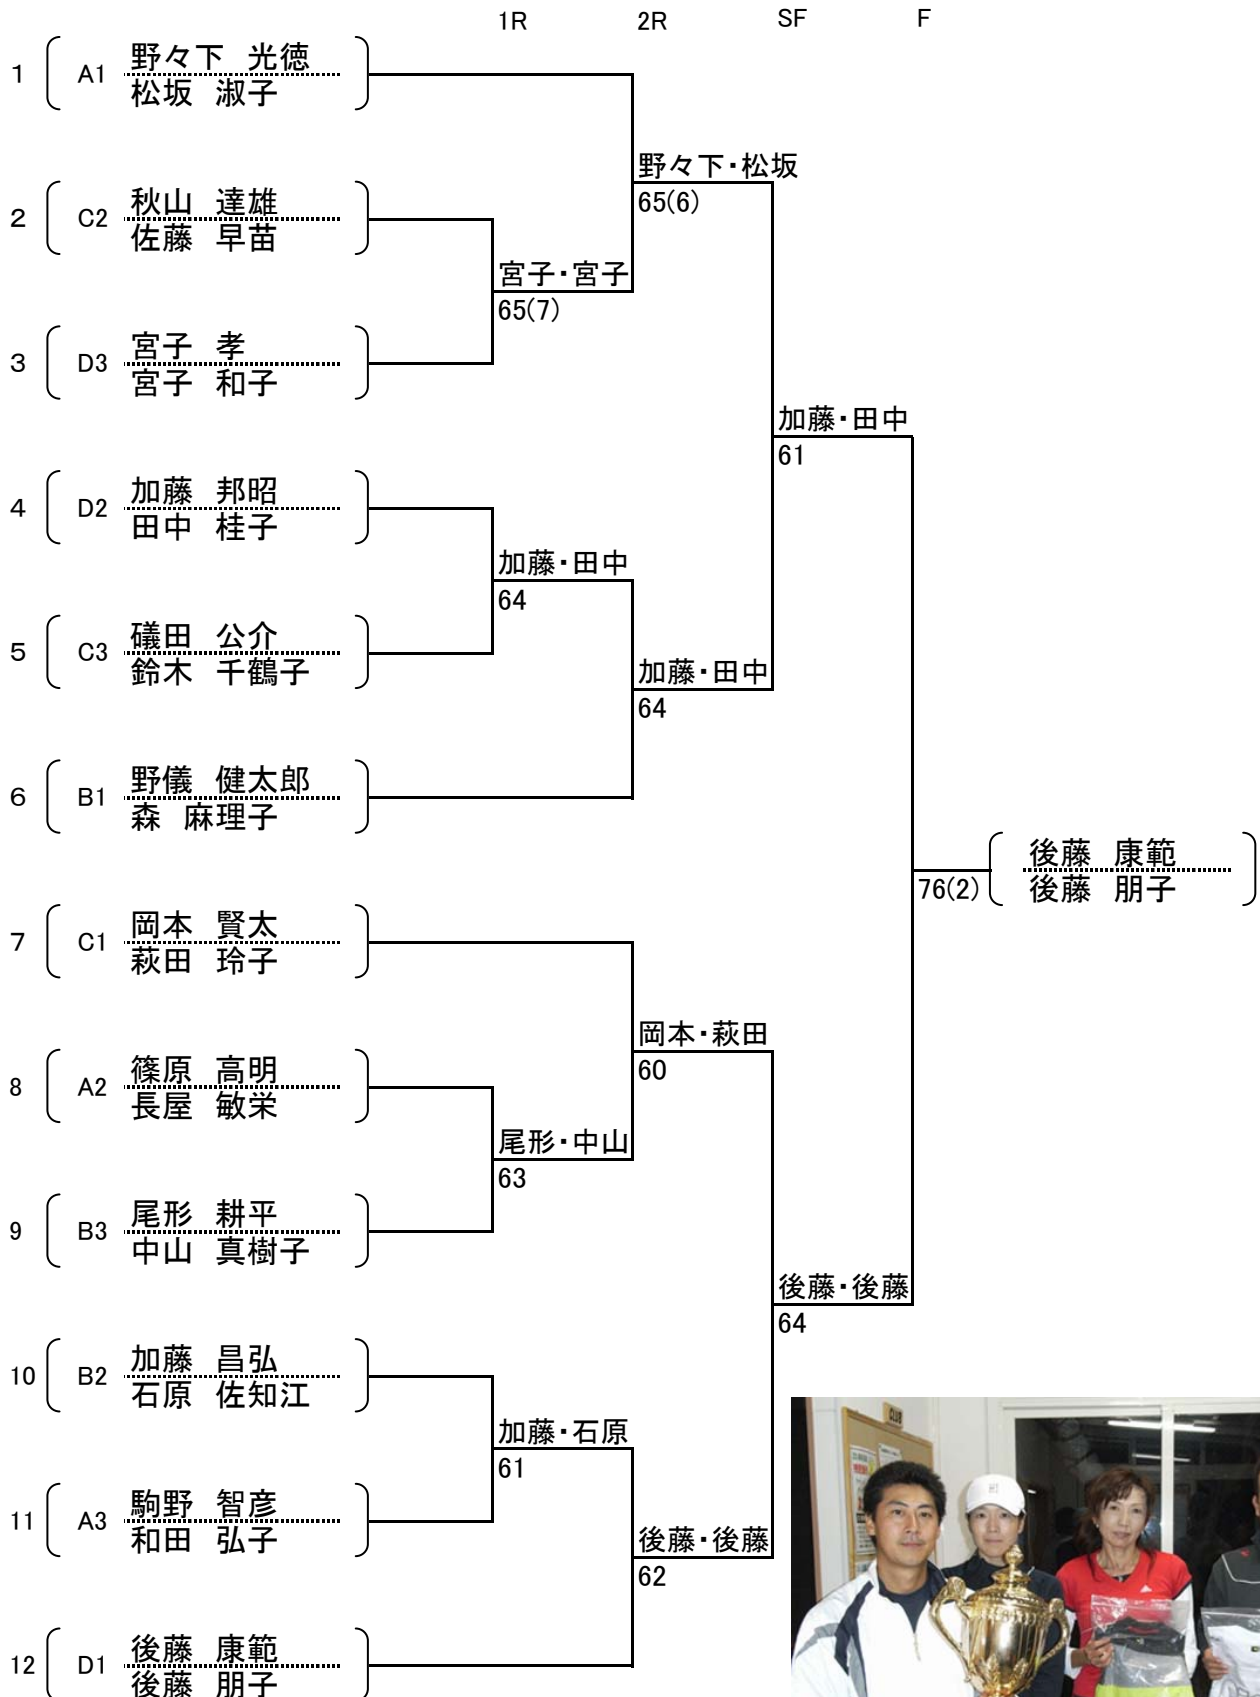 1R 2R SF F
1 A1 野々下 光徳
松坂 淑子
野々下・松坂
65(6)
2 C2 秋山 達雄
佐藤 早苗
宮子・宮子
65(7)
3 D3 宮子 孝
宮子 和子
加藤・田中
61
4 D2 加藤 邦昭
田中 桂子
加藤・田中
64
5 C3 礒田 公介
鈴木 千鶴子
加藤・田中
64
6 B1 野儀 健太郎
森 麻理子
後藤 康範
後藤 朋子
76(2)
7 C1 岡本 賢太
萩田 玲子
岡本・萩田
60
8 A2 篠原 高明
長屋 敏栄
尾形・中山
63
9 B3 尾形 耕平
中山 真樹子
後藤・後藤
64
10 B2 加藤 昌弘
石原 佐知江
加藤・石原
61
11 A3 駒野 智彦
和田 弘子
後藤・後藤
62
12 D1 後藤 康範
後藤 朋子
CLUB